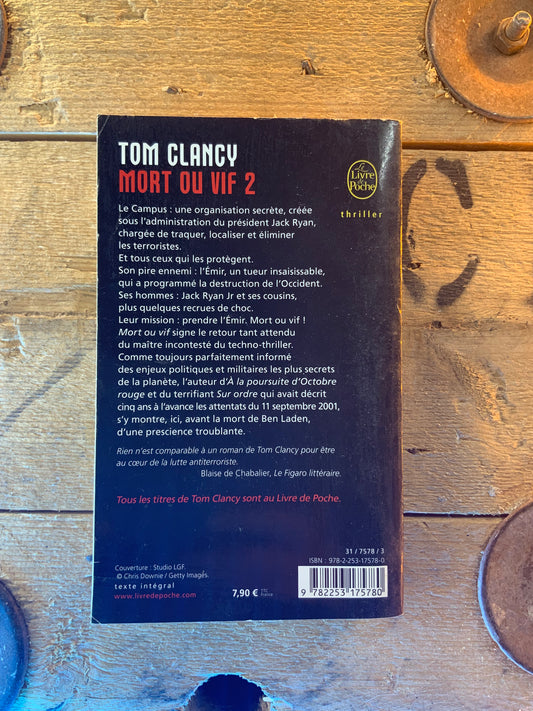 TOM CLANCY
MORT OU VIF 2
Le Livre de Poche
thriller
Le Campus : une organisation secrète, créée
sous l'administration du président Jack Ryan,
chargée de traquer, localiser et éliminer
les terroristes.
Et tous ceux qui les protègent.
Son pire ennemi : l'Émir, un tueur insaisissable,
qui a programmé la destruction de l'Occident.
Ses hommes : Jack Ryan Jr et ses cousins,
plus quelques recrues de choc.
Leur mission : prendre l'Émir. Mort ou vif !
Mort ou vif signe le retour tant attendu
du maître incontesté du techno-thriller.
Comme toujours parfaitement informé
des enjeux politiques et militaires les plus secrets
de la planète, l'auteur d'À la poursuite d'Octobre
rouge et du terrifiant Sur ordre qui avait décrit
cinq ans à l'avance les attentats du 11 septembre 2001,
s'y montre, ici, avant la mort de Ben Laden,
d'une prescience troublante.
Rien n'est comparable à un roman de Tom Clancy pour être
au cœur de la lutte antiterroriste.
Blaise de Chabalier, Le Figaro littéraire.
Tous les titres de Tom Clancy sont au Livre de Poche.
31 / 7578 / 3
ISBN : 978-2-253-17578-0
Couverture : Studio LGF.
© Chris Downie / Getty Images.
texte intégral
www.livredepoche.com
7,90 € TTC France
9 782253 175780